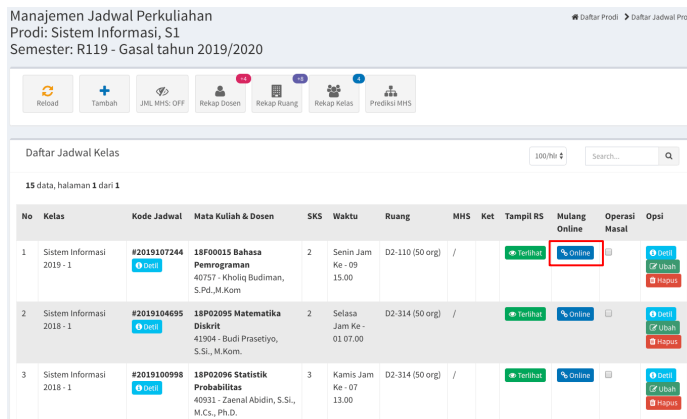 Manajemen Jadwal Perkuliahan
Prodi: Sistem Informasi, S1
Semester: R119 - Gasal tahun 2019/2020
Daftar Prodi > Daftar Jadwal Pro
Reload
Tambah
JML MHS: OFF
+4
Rekap Dosen
+8
Rekap Ruang
4
Rekap Kelas
Prediksi MHS
Daftar Jadwal Kelas
100/hlr
Search...
15 data, halaman 1 dari 1
No Kelas Kode Jadwal Mata Kuliah & Dosen SKS Waktu Ruang MHS Ket Tampil RS Mulang Online Operasi Masal Opsi
1 Sistem Informasi #2019107244 18F00015 Bahasa 2 Senin Jam D2-110 (50 org) / Terlihat Online Detil
2019 - 1 Detil Pemrograman Ke - 09 Ubah
40757 - Kholiq Budiman, 15.00 Hapus
S.Pd.,M.Kom
2 Sistem Informasi #2019104695 18P02095 Matematika 2 Selasa D2-314 (50 org) / Terlihat Online Detil
2018 - 1 Detil Diskrit Jam Ke - Ubah
41904 - Budi Prasetiyo, 01 07.00 Hapus
S.Si., M.Kom.
3 Sistem Informasi #2019100998 18P02096 Statistik 3 Kamis Jam D2-314 (50 org) / Terlihat Online Detil
2018 - 1 Detil Probabilitas Ke - 07 Ubah
40931 - Zaenal Abidin, S.Si., 13.00 Hapus
M.Cs., Ph.D.